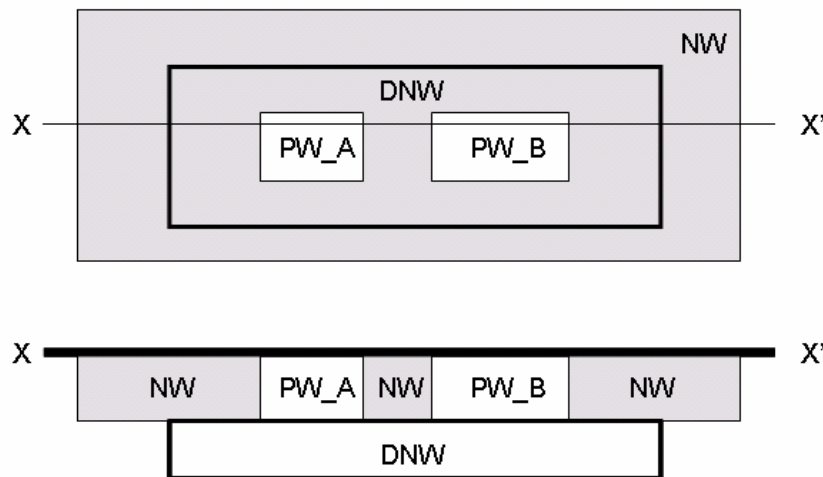 NW
DNW
X X'
PW_A PW_B
X X'
NW PW_A NW PW_B NW
DNW